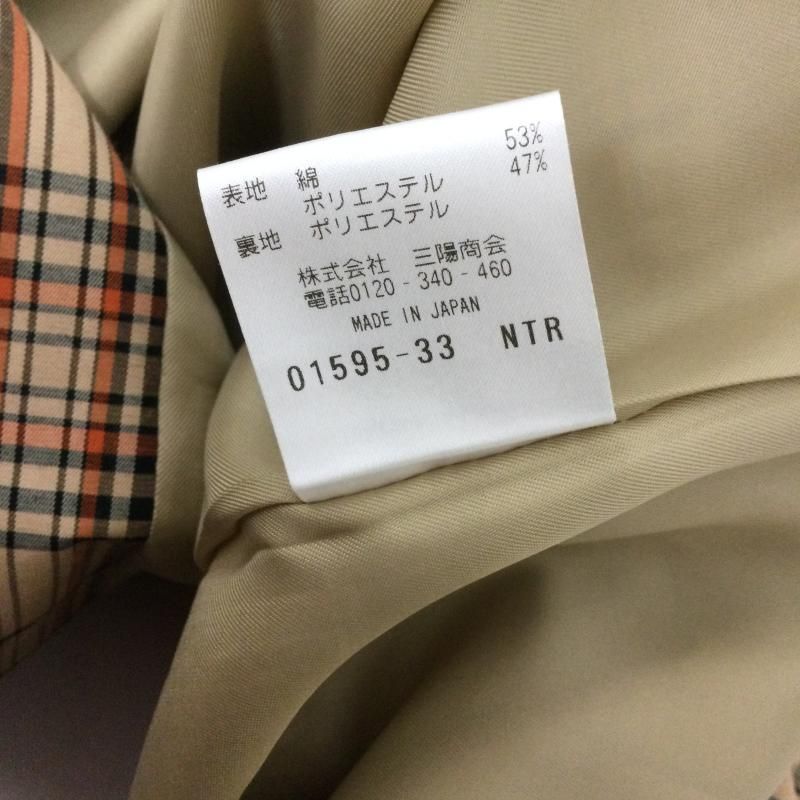 表地 綿 53%
ポリエステル 47%
裏地 ポリエステル
株式会社 三陽商会
電話0120-340-460
MADE IN JAPAN
01595-33 NTR